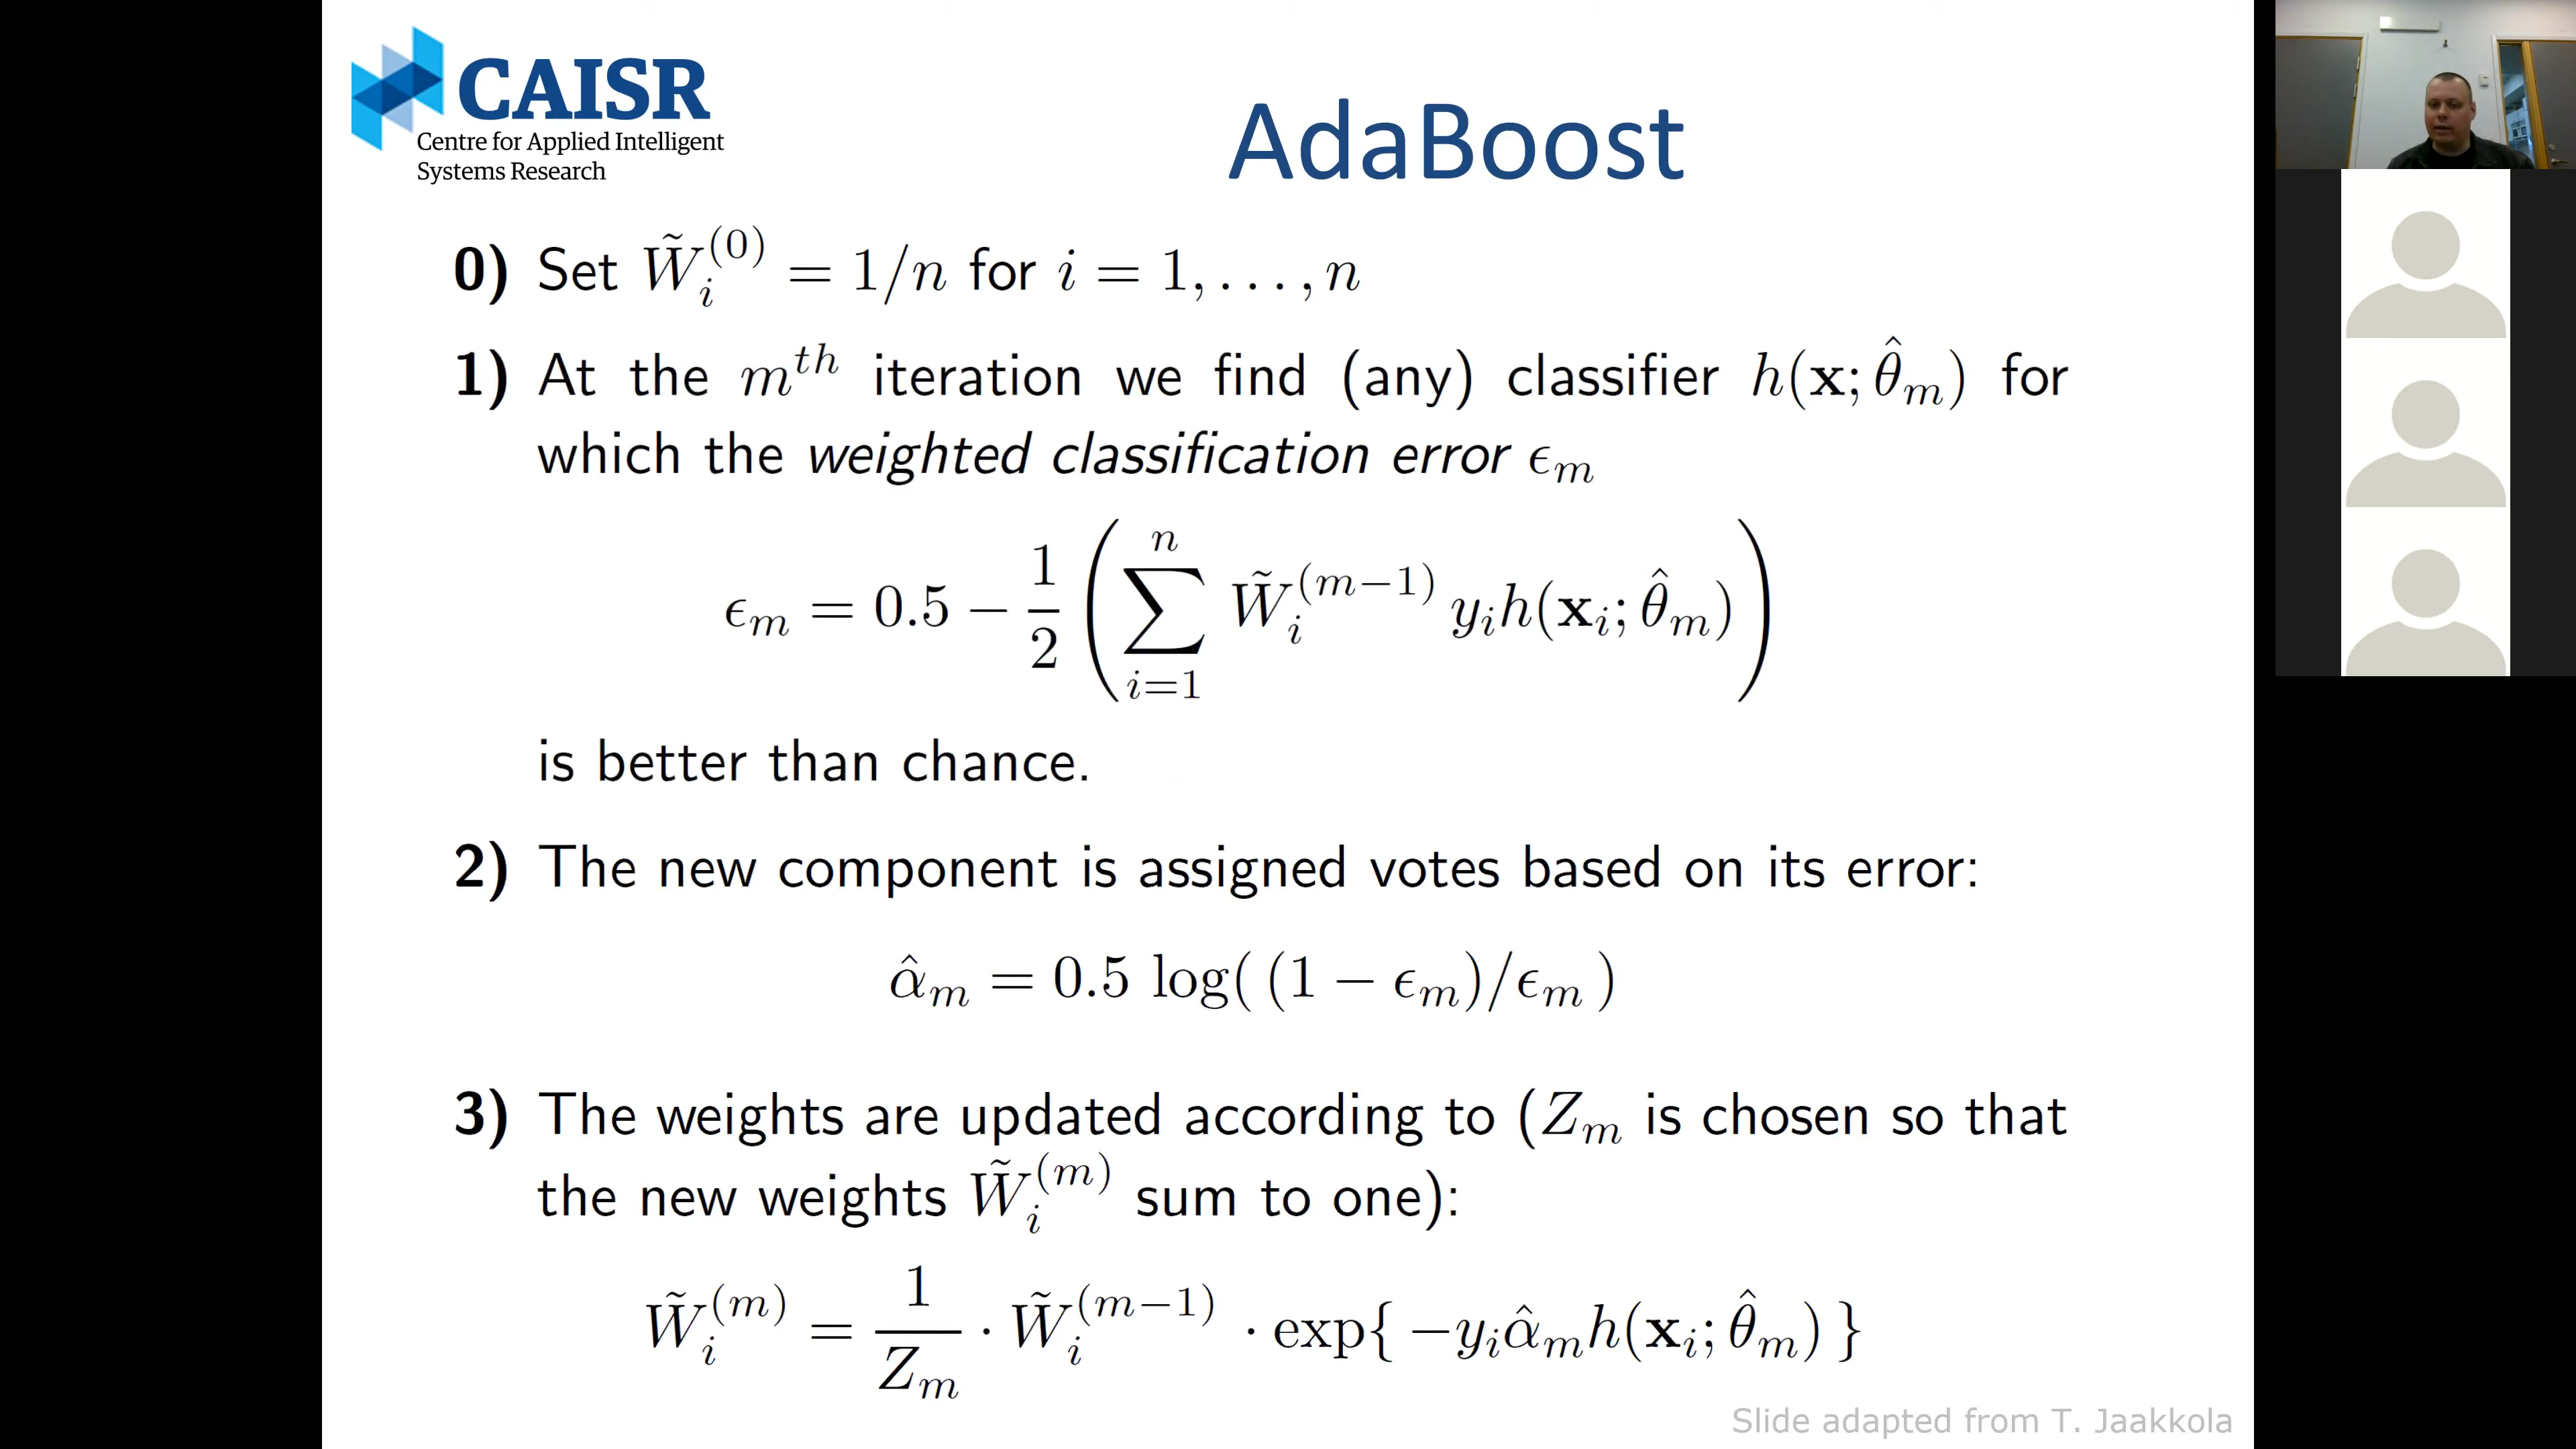 CAISR
Centre for Applied Intelligent
Systems Research
AdaBoost
0) Set W̃_i^(0) = 1/n for i = 1, . . . , n
1) At the m^th iteration we find (any) classifier h(x; θ̂_m) for
which the weighted classification error ϵ_m
ϵ_m = 0.5 − 1/2 ( ∑_{i=1}^{n} W̃_i^(m−1) y_i h(x_i; θ̂_m) )
is better than chance.
2) The new component is assigned votes based on its error:
α̂_m = 0.5 log( (1 − ϵ_m)/ϵ_m )
3) The weights are updated according to (Z_m is chosen so that
the new weights W̃_i^(m) sum to one):
W̃_i^(m) = 1/Z_m · W̃_i^(m−1) · exp{ −y_i α̂_m h(x_i; θ̂_m) }
Slide adapted from T. Jaakkola